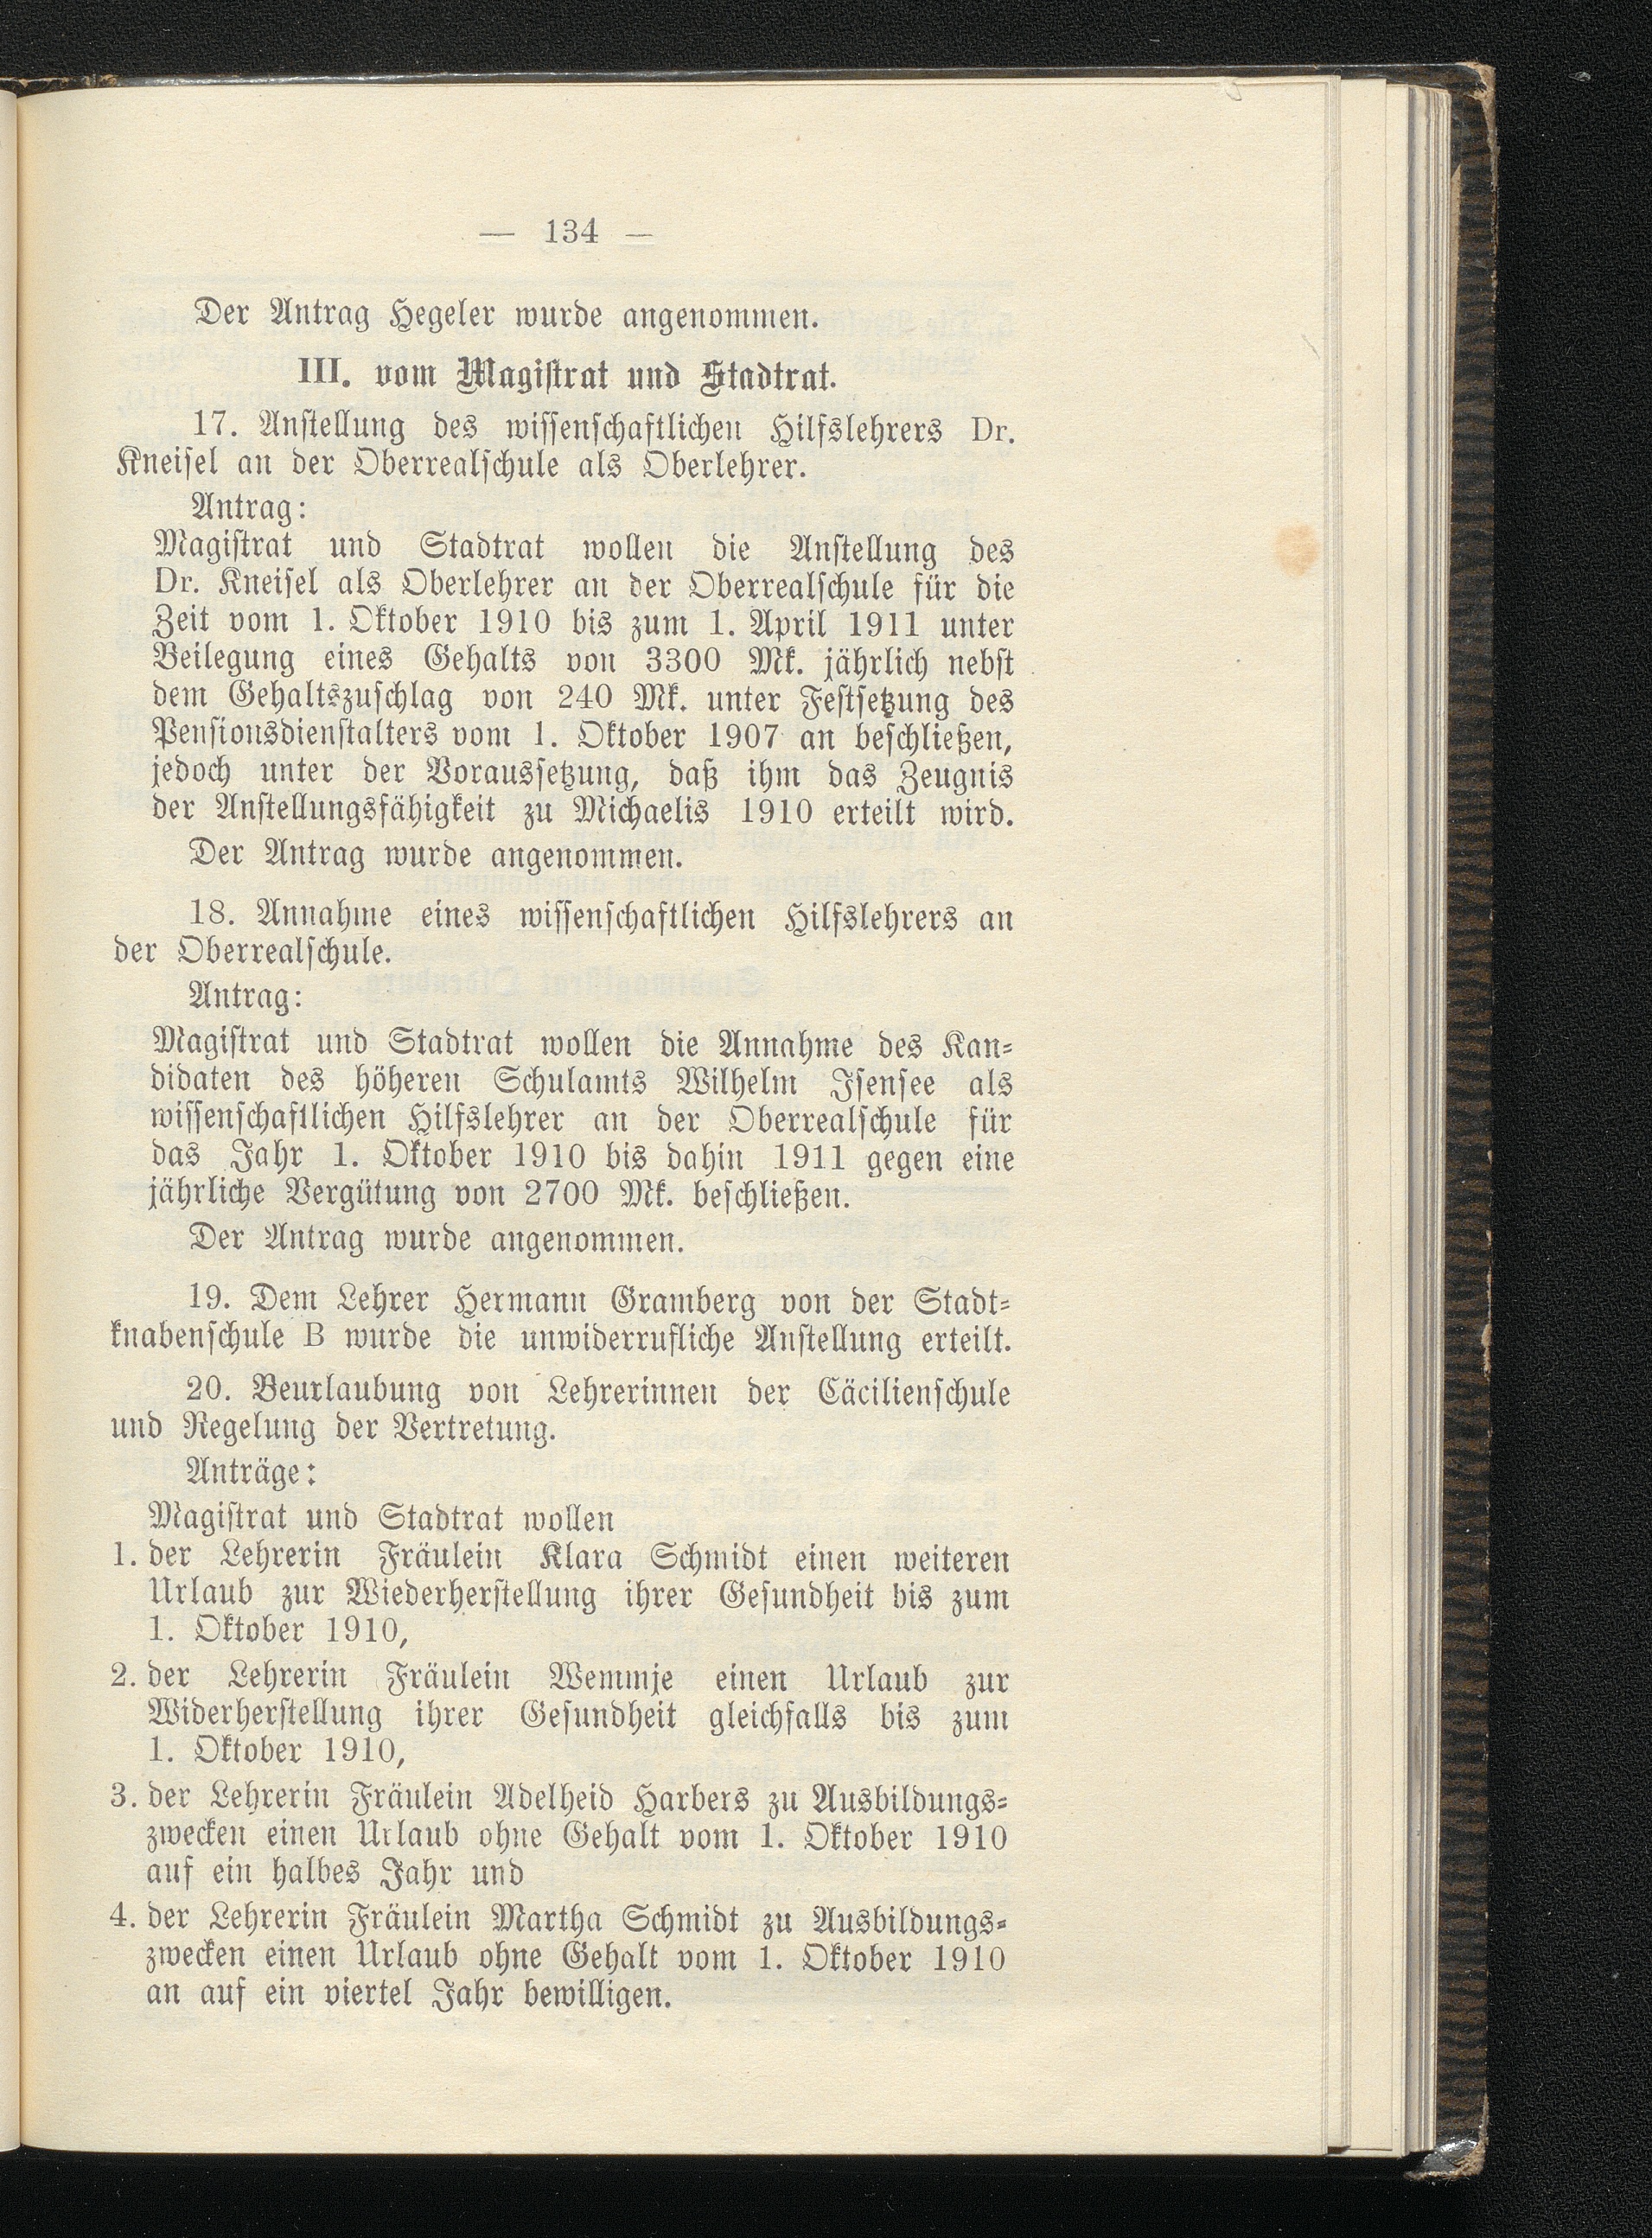 — 134 —
Der Antrag Hegeler wurde angenommen.
III. vom Magistrat und Stadtrat.
17. Anstellung des wissenschaftlichen Hilfslehrers Dr.
Kneisel an der Oberrealschule als Oberlehrer.
Antrag:
Magistrat und Stadtrat wollen die Anstellung des
Dr. Kneisel als Oberlehrer an der Oberrealschule für die
Zeit vom 1. Oktober 1910 bis zum 1. April 1911 unter
Beilegung eines Gehalts von 3300 Mk. jährlich nebst
dem Gehaltszuschlag von 240 Mk. unter Festsetzung des
Pensionsdienstalters vom 1. Oktober 1907 an beschließen,
jedoch unter der Voraussetzung, daß ihm das Zeugnis
der Anstellungsfähigkeit zu Michaelis 1910 erteilt wird.
Der Antrag wurde angenommen.
18. Annahme eines wissenschaftlichen Hilfslehrers an
der Oberrealschule.
Antrag:
Magistrat und Stadtrat wollen die Annahme des Kan-
didaten des höheren Schulamts Wilhelm Isensee als
wissenschaftlichen Hilfslehrer an der Oberrealschule für
das Jahr 1. Oktober 1910 bis dahin 1911 gegen eine
jährliche Vergütung von 2700 Mk. beschließen.
Der Antrag wurde angenommen.
19. Dem Lehrer Hermann Gramberg von der Stadt-
knabenschule B wurde die unwiderrufliche Anstellung erteilt.
20. Beurlaubung von Lehrerinnen der Cäcilienschule
und Regelung der Vertretung.
Anträge:
Magistrat und Stadtrat wollen
1. der Lehrerin Fräulein Klara Schmidt einen weiteren
Urlaub zur Wiederherstellung ihrer Gesundheit bis zum
1. Oktober 1910,
2. der Lehrerin Fräulein Wemmje einen Urlaub zur
Widerherstellung ihrer Gesundheit gleichfalls bis zum
1. Oktober 1910,
3. der Lehrerin Fräulein Adelheid Harbers zu Ausbildungs-
zwecken einen Urlaub ohne Gehalt vom 1. Oktober 1910
auf ein halbes Jahr und
4. der Lehrerin Fräulein Martha Schmidt zu Ausbildungs-
zwecken einen Urlaub ohne Gehalt vom 1. Oktober 1910
an auf ein viertel Jahr bewilligen.